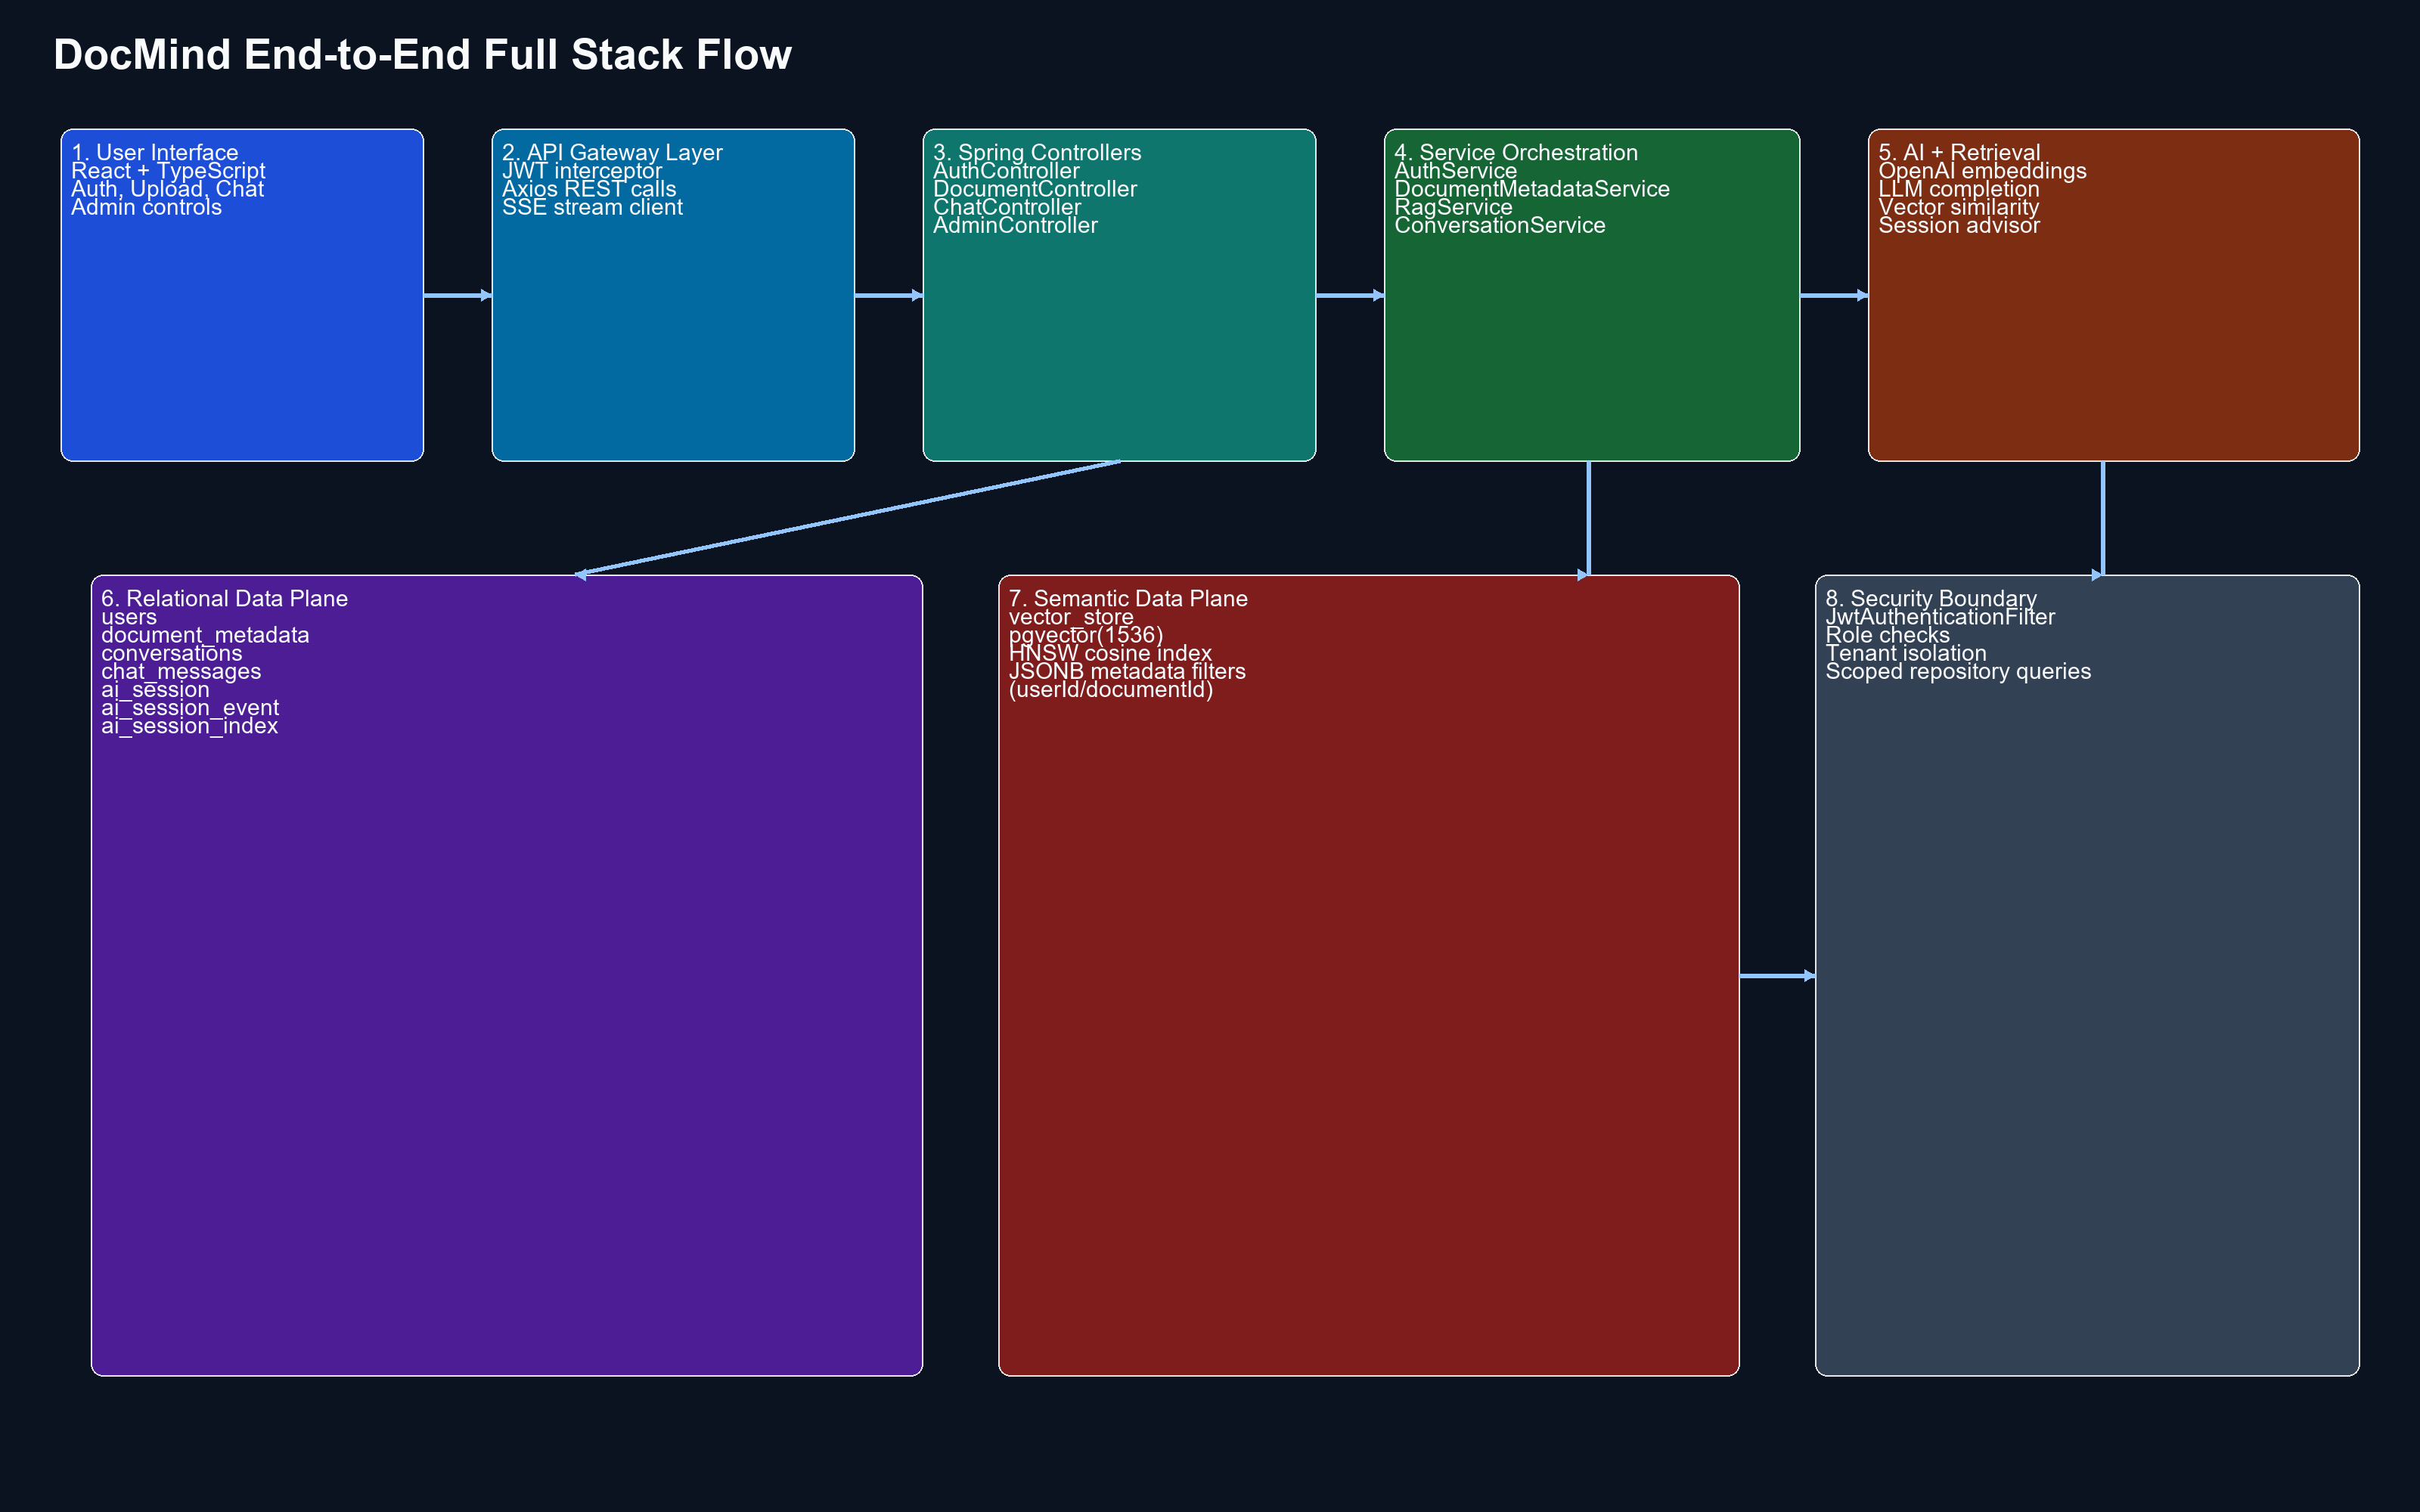 DocMind End-to-End Full Stack Flow
1. User Interface
React + TypeScript
Auth, Upload, Chat
Admin controls
2. API Gateway Layer
JWT interceptor
Axios REST calls
SSE stream client
3. Spring Controllers
AuthController
DocumentController
ChatController
AdminController
4. Service Orchestration
AuthService
DocumentMetadataService
RagService
ConversationService
5. AI + Retrieval
OpenAI embeddings
LLM completion
Vector similarity
Session advisor
6. Relational Data Plane
users
document_metadata
conversations
chat_messages
ai_session
ai_session_event
ai_session_index
7. Semantic Data Plane
vector_store
pgvector(1536)
HNSW cosine index
JSONB metadata filters
(userId/documentId)
8. Security Boundary
JwtAuthenticationFilter
Role checks
Tenant isolation
Scoped repository queries